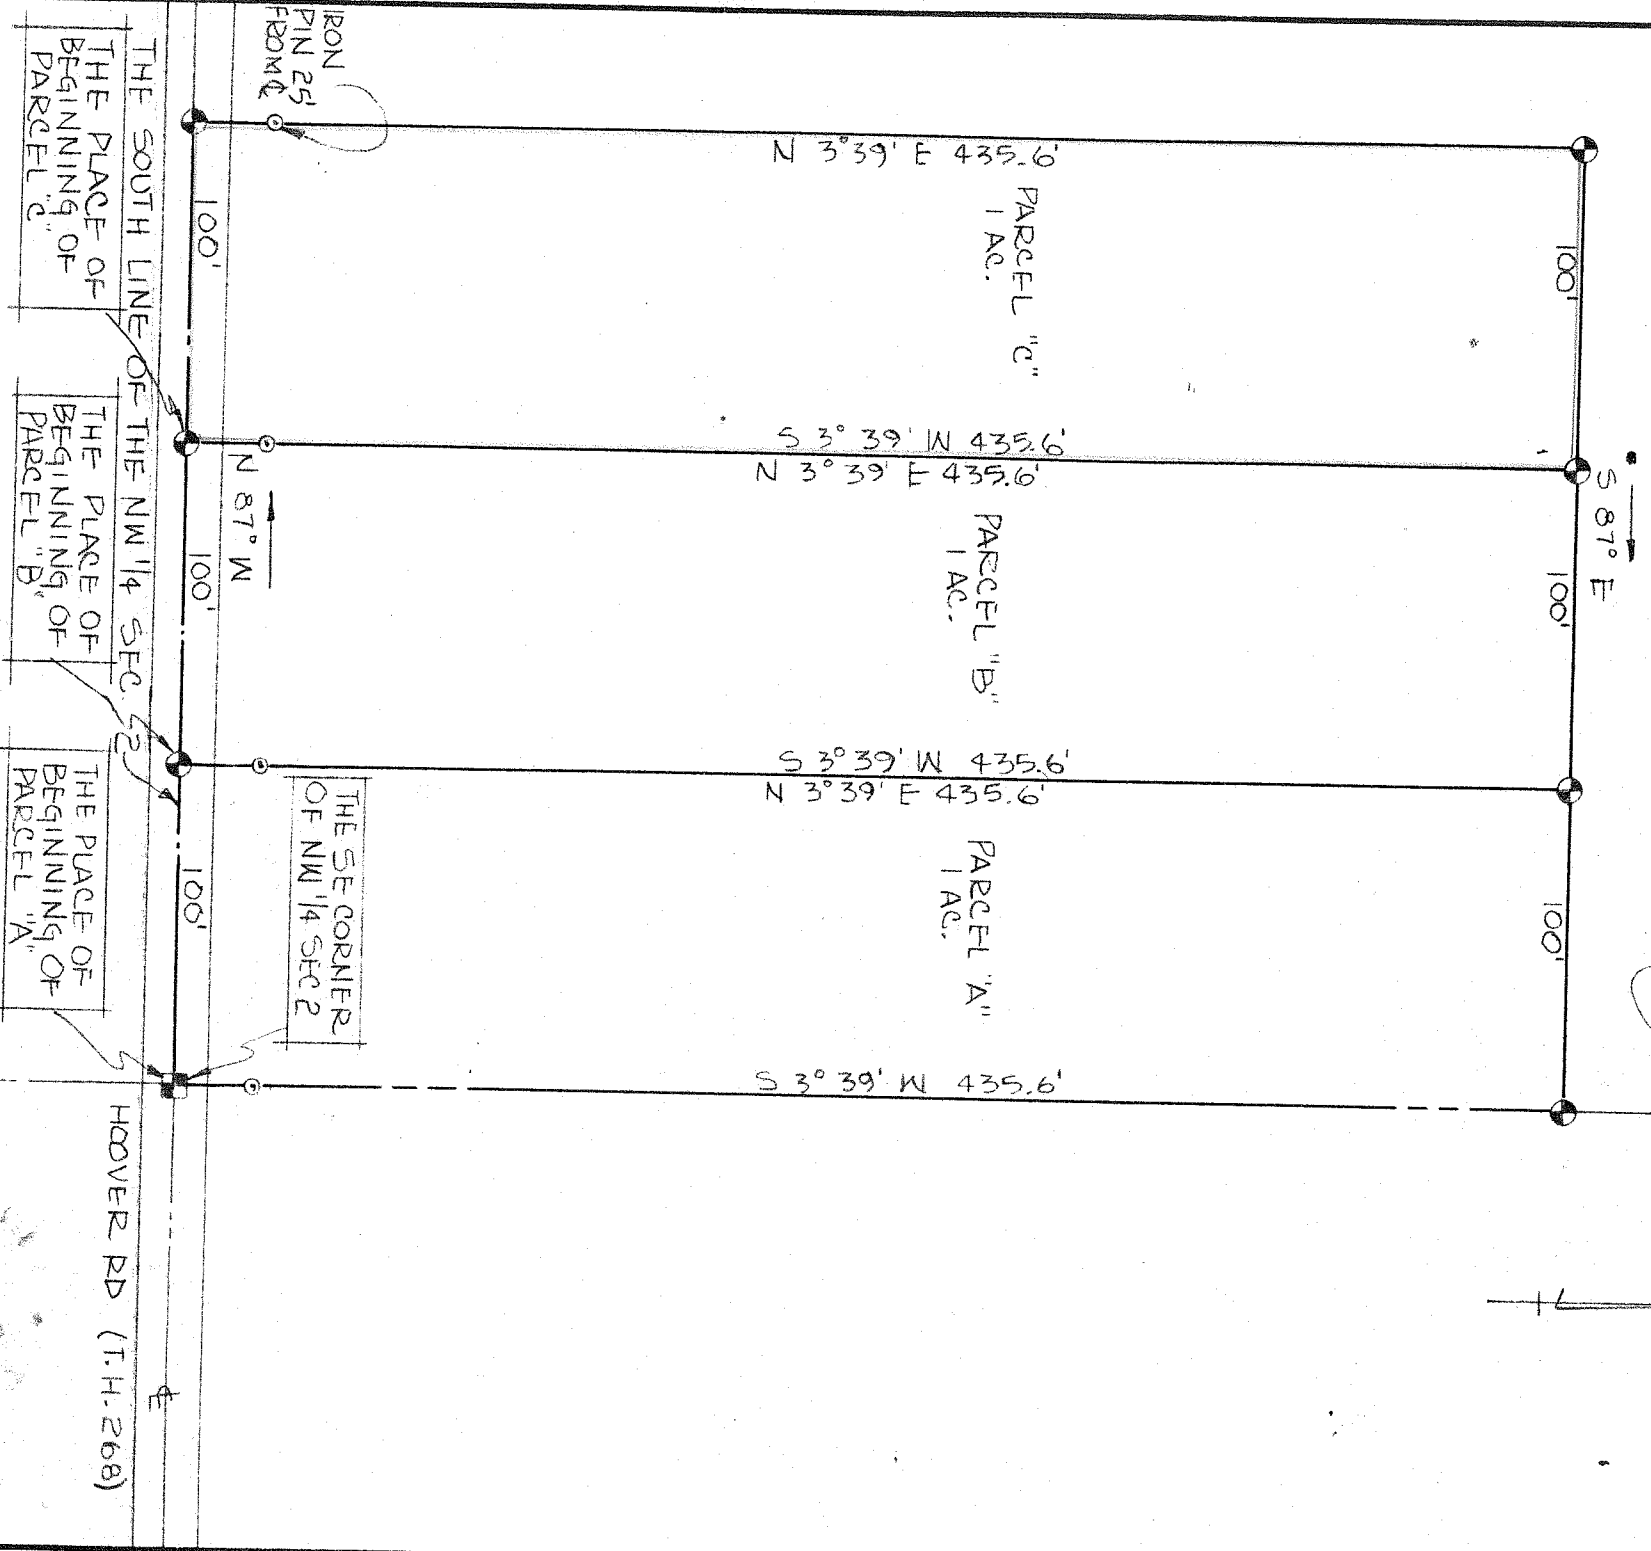 IRON
PIN 25'
FROM ℄
N 3°39' E 435.6'
PARCEL "C"
1 AC.
100'
100'
S 3° 39' W 435.6'
N 3° 39' E 435.6'
S 87° E
N 87° W
PARCEL "B"
1 AC.
100'
100'
S 3° 39' W 435.6'
N 3° 39' E 435.6'
PARCEL "A"
1 AC.
100'
100'
S 3° 39' W 435.6'
THE SE CORNER
OF NW 1/4 SEC 2
THE SOUTH LINE OF THE NW 1/4 SEC. 2
THE PLACE OF
BEGINNING OF
PARCEL "C"
THE PLACE OF
BEGINNING OF
PARCEL "B"
THE PLACE OF
BEGINNING OF
PARCEL "A"
HOOVER RD (T.H. 268)
℄